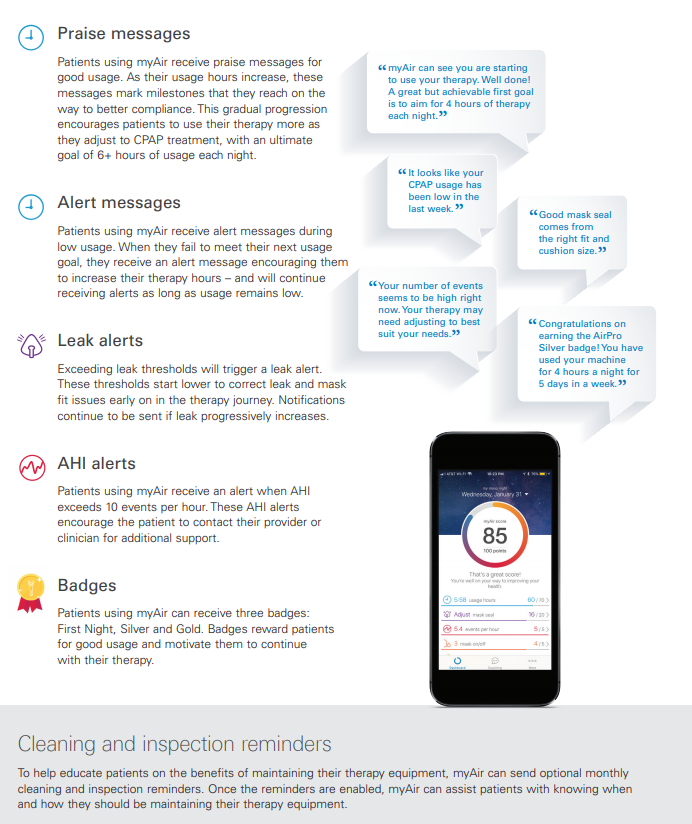 Praise messages
Patients using myAir receive praise messages for
good usage. As their usage hours increase, these
messages mark milestones that they reach on the
way to better compliance. This gradual progression
encourages patients to use their therapy more as
they adjust to CPAP treatment, with an ultimate
goal of 6+ hours of usage each night.
“myAir can see you are starting
to use your therapy. Well done!
A great but achievable first goal
is to aim for 4 hours of therapy
each night.”
“It looks like your
CPAP usage has
been low in the
last week.”
Alert messages
Patients using myAir receive alert messages during
low usage. When they fail to meet their next usage
goal, they receive an alert message encouraging them
to increase their therapy hours – and will continue
receiving alerts as long as usage remains low.
“Good mask seal
comes from
the right fit and
cushion size.”
“Your number of events
seems to be high right
now. Your therapy may
need adjusting to best
suit your needs.”
Leak alerts
Exceeding leak thresholds will trigger a leak alert.
These thresholds start lower to correct leak and mask
fit issues early on in the therapy journey. Notifications
continue to be sent if leak progressively increases.
“Congratulations on
earning the AirPro
Silver badge! You have
used your machine
for 4 hours a night for
5 days in a week.”
AHI alerts
Patients using myAir receive an alert when AHI
exceeds 10 events per hour. These AHI alerts
encourage the patient to contact their provider or
clinician for additional support.
Badges
Patients using myAir can receive three badges:
First Night, Silver and Gold. Badges reward patients
for good usage and motivate them to continue
with their therapy.
Wednesday, January 31
myAir score
85
100 points
That's a great score!
You're well on your way to improving your
health.
5:58 usage hours 60/70
Adjust mask seal 16/20
5.4 events per hour 5/5
3 mask on/off 4/5
Dashboard
Cleaning and inspection reminders
To help educate patients on the benefits of maintaining their therapy equipment, myAir can send optional monthly
cleaning and inspection reminders. Once the reminders are enabled, myAir can assist patients with knowing when
and how they should be maintaining their therapy equipment.